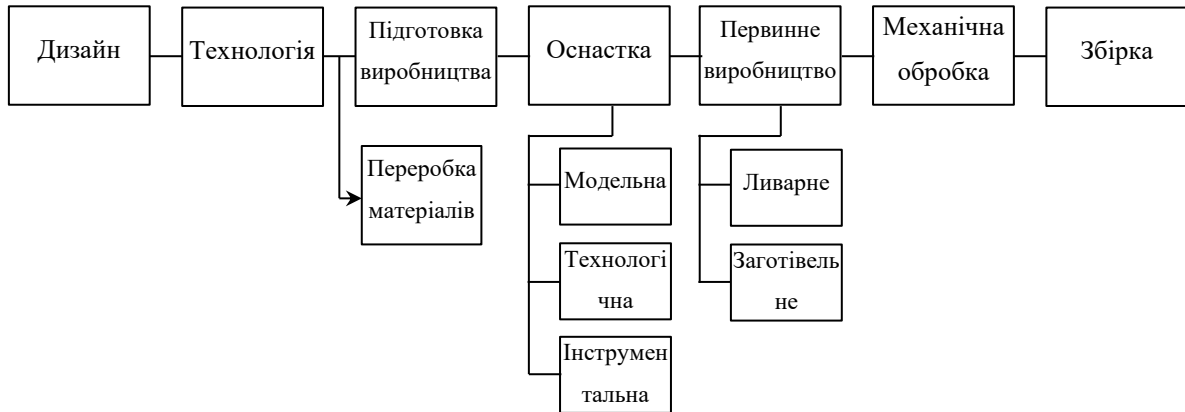 Дизайн
Технологія
Підготовка
виробництва
Оснастка
Первинне
виробництво
Механічна
обробка
Збірка
Переробка
матеріалів
Модельна
Технологі
чна
Інструмен
тальна
Ливарне
Заготівель
не